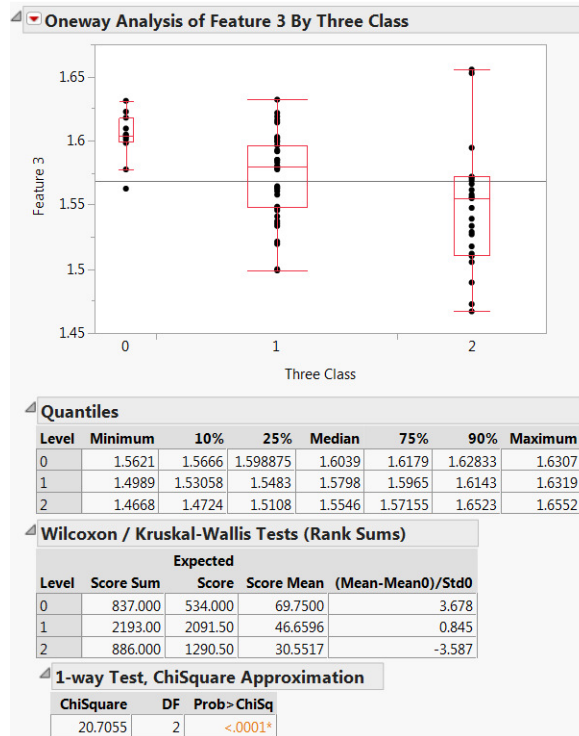 Oneway Analysis of Feature 3 By Three Class
1.65
1.6
1.55
1.5
1.45
Feature 3
0 1 2
Three Class
Quantiles
Level Minimum 10% 25% Median 75% 90% Maximum
0 1.5621 1.5666 1.598875 1.6039 1.6179 1.62833 1.6307
1 1.4989 1.53058 1.5483 1.5798 1.5965 1.6143 1.6319
2 1.4668 1.4724 1.5108 1.5546 1.57155 1.6523 1.6552
Wilcoxon / Kruskal-Wallis Tests (Rank Sums)
Expected
Level Score Sum Score Score Mean (Mean-Mean0)/Std0
0 837.000 534.000 69.7500 3.678
1 2193.00 2091.50 46.6596 0.845
2 886.000 1290.50 30.5517 -3.587
1-way Test, ChiSquare Approximation
ChiSquare DF Prob>ChiSq
20.7055 2 <.0001*